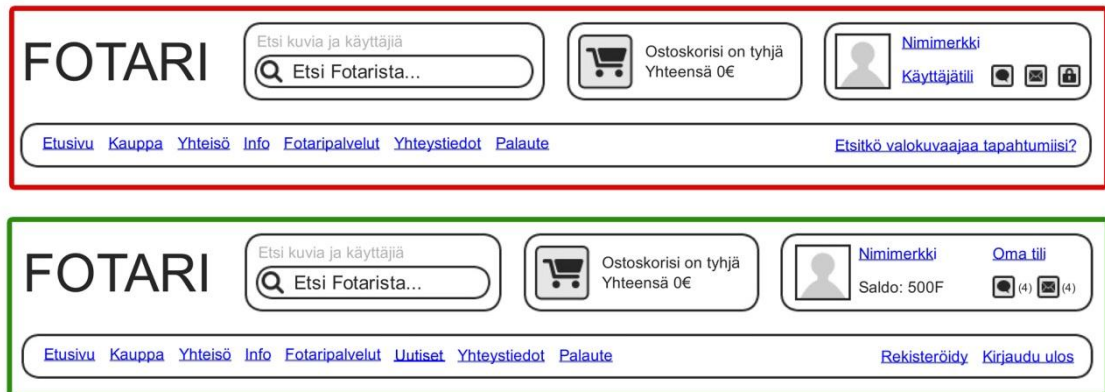 FOTARI
Etsi kuvia ja käyttäjiä
Etsi Fotarista...
Ostoskorisi on tyhjä
Yhteensä 0€
Nimimerkki
Käyttäjätili
Etusivu Kauppa Yhteisö Info Fotaripalvelut Yhteystiedot Palaute
Etsitkö valokuvaajaa tapahtumiisi?
FOTARI
Etsi kuvia ja käyttäjiä
Etsi Fotarista...
Ostoskorisi on tyhjä
Yhteensä 0€
Nimimerkki Oma tili
Saldo: 500F (4) (4)
Etusivu Kauppa Yhteisö Info Fotaripalvelut Uutiset Yhteystiedot Palaute
Rekisteröidy Kirjaudu ulos